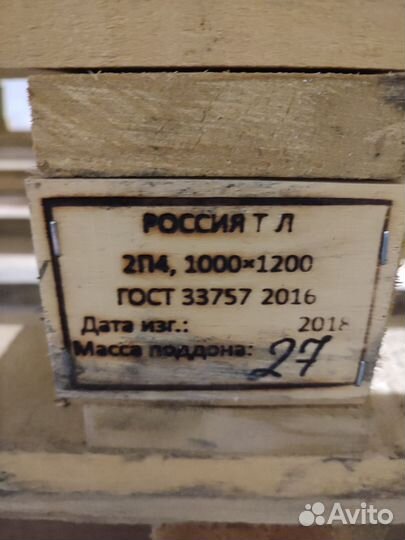 РОССИЯ Т Л
2П4, 1000×1200
ГОСТ 33757 2016
Дата изг.: 2018
Масса поддона: 27
Avito